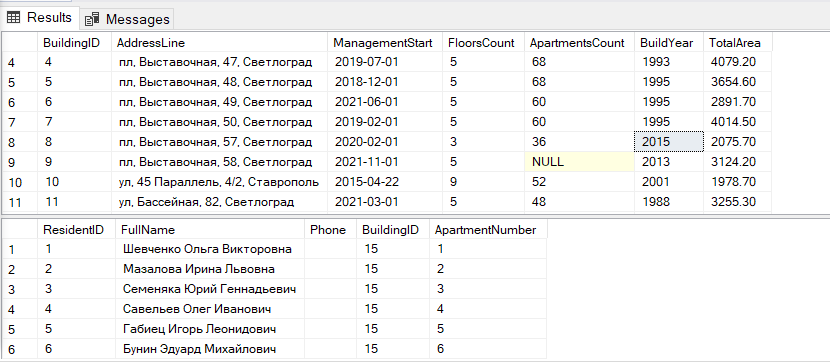 Results Messages
BuildingID AddressLine ManagementStart FloorsCount ApartmentsCount BuildYear TotalArea
4 4 пл, Выставочная, 47, Светлоград 2019-07-01 5 68 1993 4079.20
5 5 пл, Выставочная, 48, Светлоград 2018-12-01 5 68 1995 3654.60
6 6 пл, Выставочная, 49, Светлоград 2021-06-01 5 60 1995 2891.70
7 7 пл, Выставочная, 50, Светлоград 2019-02-01 5 60 1995 4014.50
8 8 пл, Выставочная, 57, Светлоград 2020-02-01 3 36 2015 2075.70
9 9 пл, Выставочная, 58, Светлоград 2021-11-01 5 NULL 2013 3124.20
10 10 ул, 45 Параллель, 4/2, Ставрополь 2015-04-22 9 52 2001 1978.70
11 11 ул, Бассейная, 82, Светлоград 2021-03-01 5 48 1988 3255.30
ResidentID FullName Phone BuildingID ApartmentNumber
1 1 Шевченко Ольга Викторовна 15 1
2 2 Мазалова Ирина Львовна 15 2
3 3 Семеняка Юрий Геннадьевич 15 3
4 4 Савельев Олег Иванович 15 4
5 5 Габиец Игорь Леонидович 15 5
6 6 Бунин Эдуард Михайлович 15 6